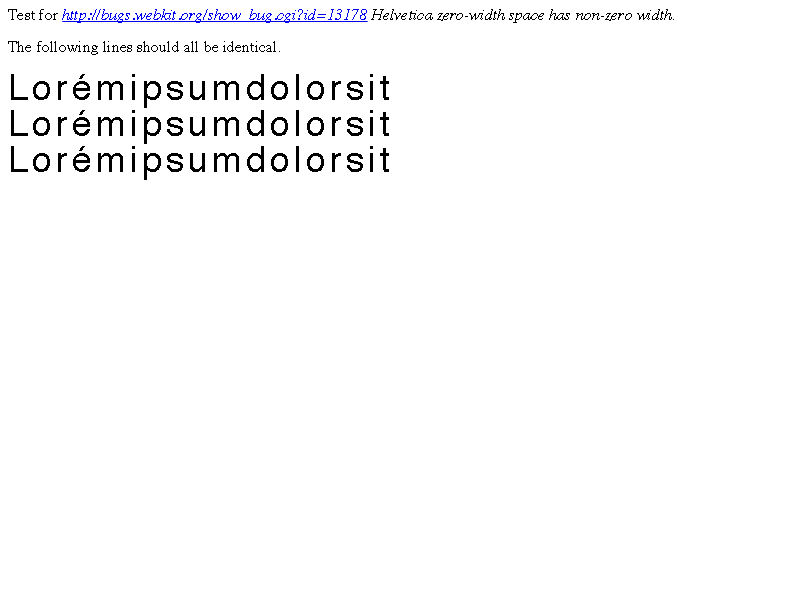 Test for http://bugs.webkit.org/show_bug.cgi?id=13178 Helvetica zero-width space has non-zero width.
The following lines should all be identical.
Lorémipsumdolorsit
Lorémipsumdolorsit
Lorémipsumdolorsit